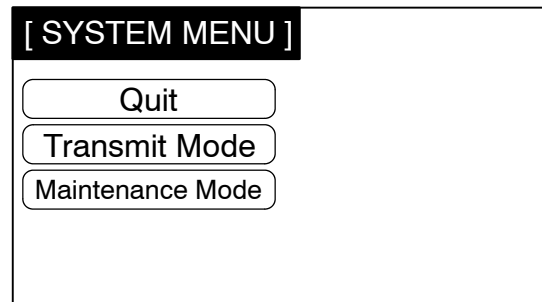 [ SYSTEM MENU ]
Quit
Transmit Mode
Maintenance Mode